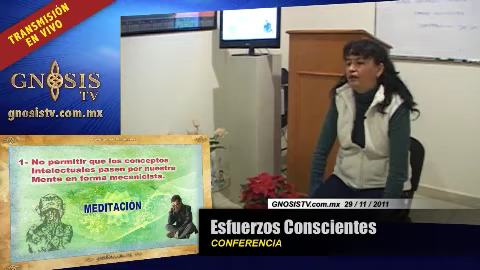 TRANSMISIÓN
EN VIVO
GNOSIS
TV
gnosistv.com.mx
1- No permitir que los conceptos
Intelectuales pasen por nuestra
Mente en forma mecanicista.
MEDITACIÓN
GNOSISTV.com.mx 29 / 11 / 2011
Esfuerzos Conscientes
CONFERENCIA